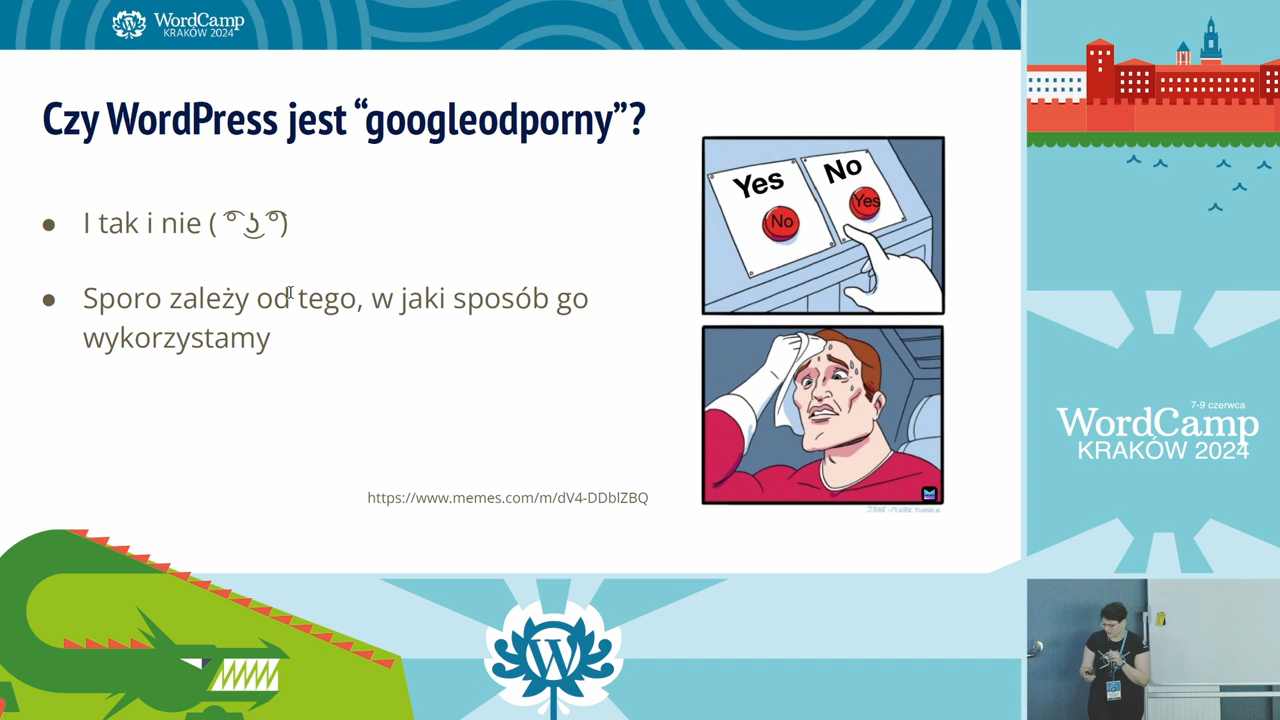 WordCamp
KRAKÓW 2024
Czy WordPress jest “googleodporny”?
● I tak i nie ( ͡° ͜ʖ ͡°)
● Sporo zależy od tego, w jaki sposób go
wykorzystamy
https://www.memes.com/m/dV4-DDblZBQ
Yes
No
No
Yes
7-9 czerwca
WordCamp
KRAKÓW 2024
W